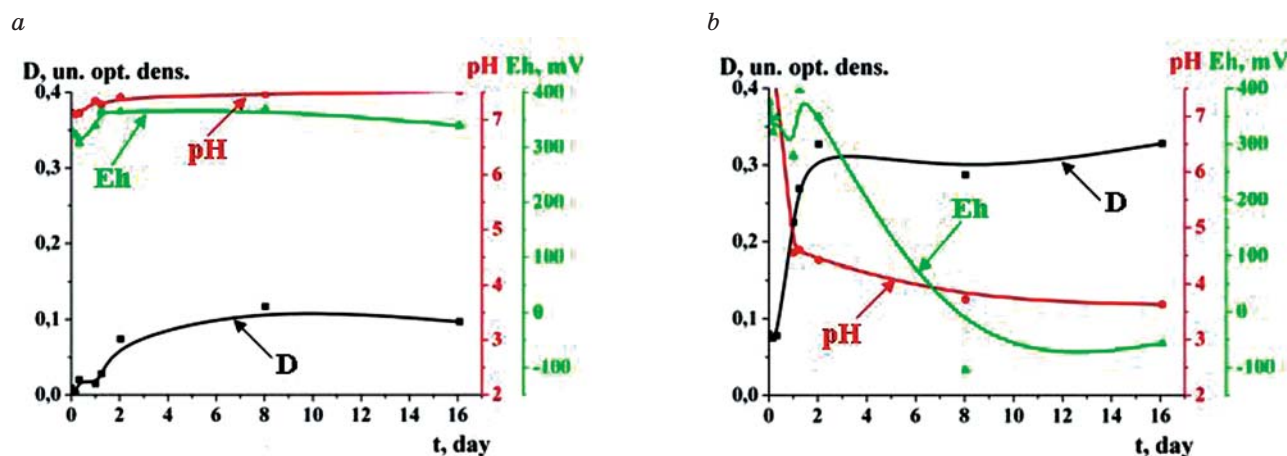 a
D, un. opt. dens.
pH Eh, mV
0,4
0,3
0,2
0,1
0,0
7
6
5
4
3
2
400
300
200
100
0
-100
pH
Eh
D
0 2 4 6 8 10 12 14 16
t, day
b
D, un. opt. dens.
pH Eh, mV
0,4
0,3
0,2
0,1
0,0
7
6
5
4
3
2
400
300
200
100
0
-100
D
Eh
pH
0 2 4 6 8 10 12 14 16
t, day